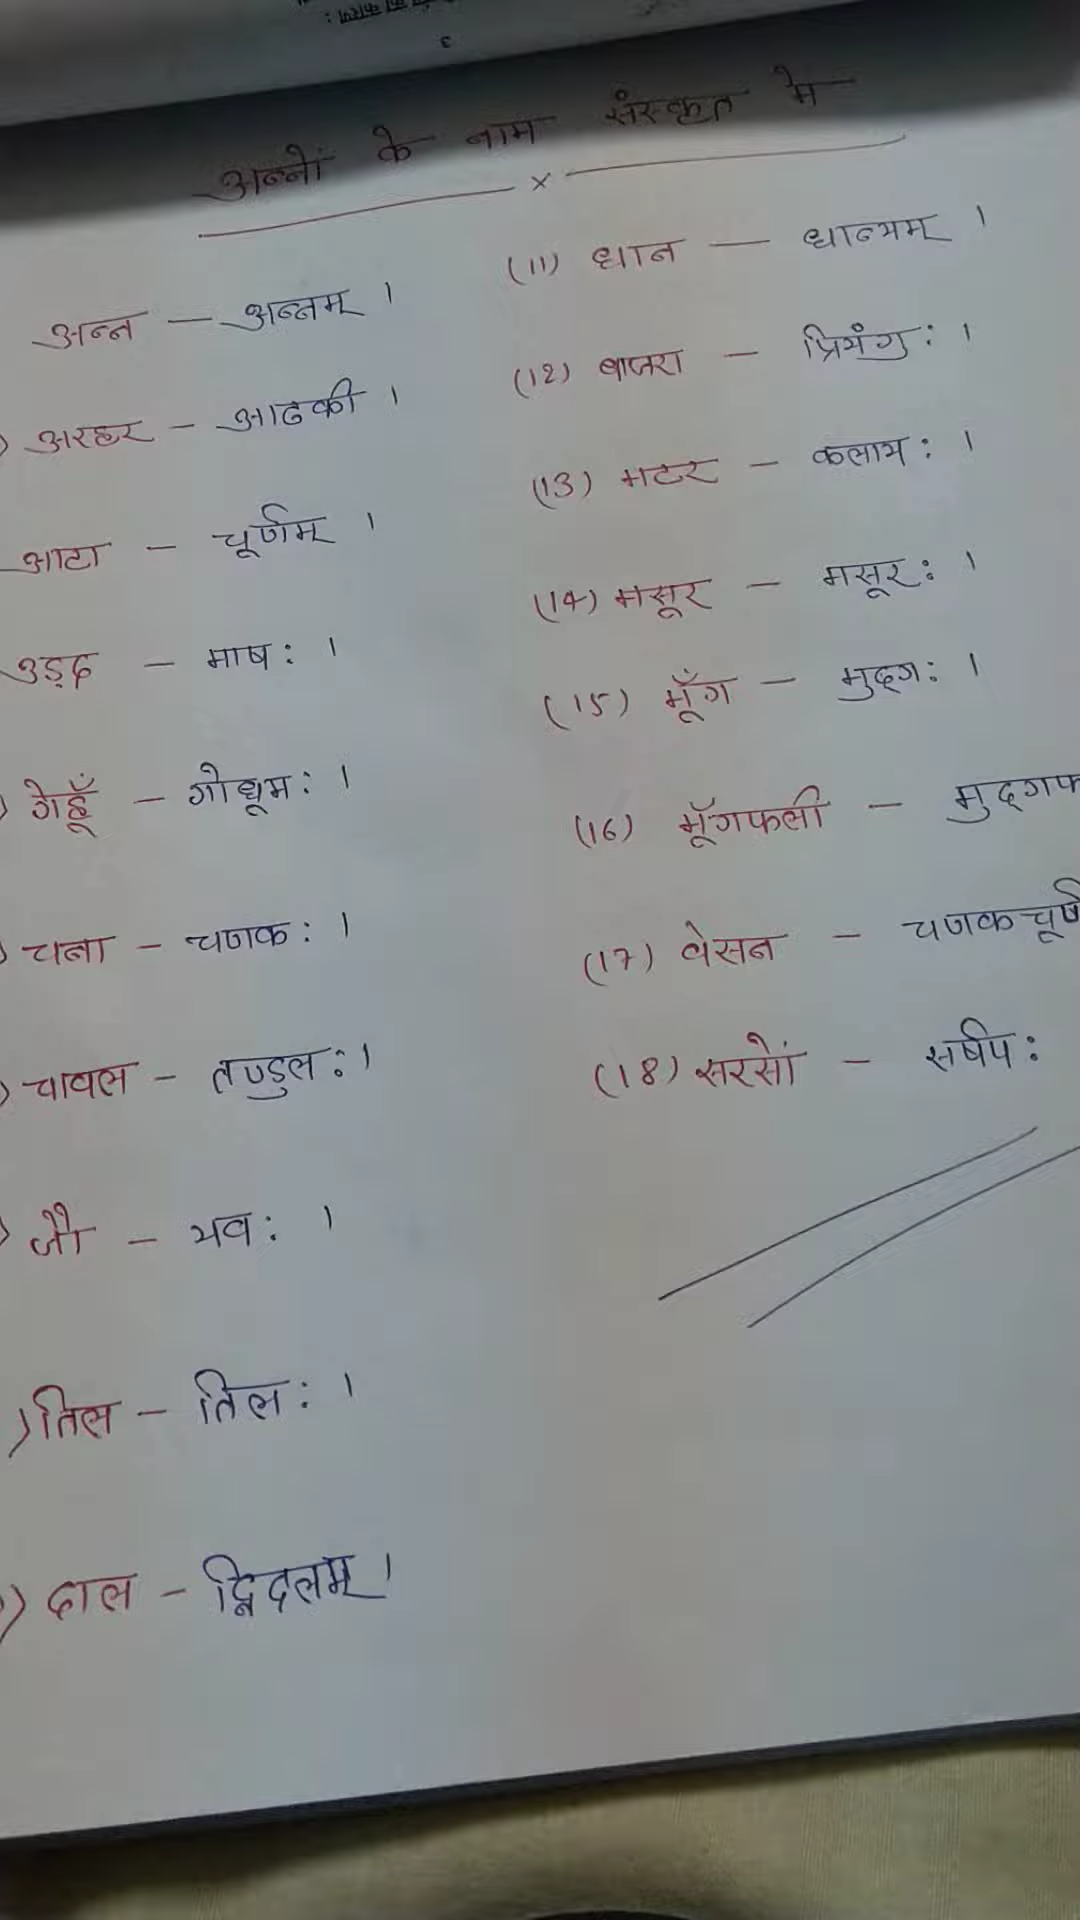 अन्नों के नाम संस्कृत मे
x
अन्न - अन्नम् ।
) अरहर - आढकी ।
आटा - चूर्णम् ।
उड़द - माषः ।
) गेहूँ - गोधूमः ।
) चना - चणकः ।
) चावल - तण्डुलः ।
) जौ - यवः ।
) तिल - तिलः ।
) दाल - द्विदलम् ।
(11) धान - धान्यम् ।
(12) बाजरा - प्रियंगुः ।
(13) मटर - कलायः ।
(14) मसूर - मसूरः ।
(15) मूँग - मुद्गः ।
(16) मूँगफली - मुद्गफ
(17) वेसन - चणकचूर्ण
(18) सरसों - सर्षपः